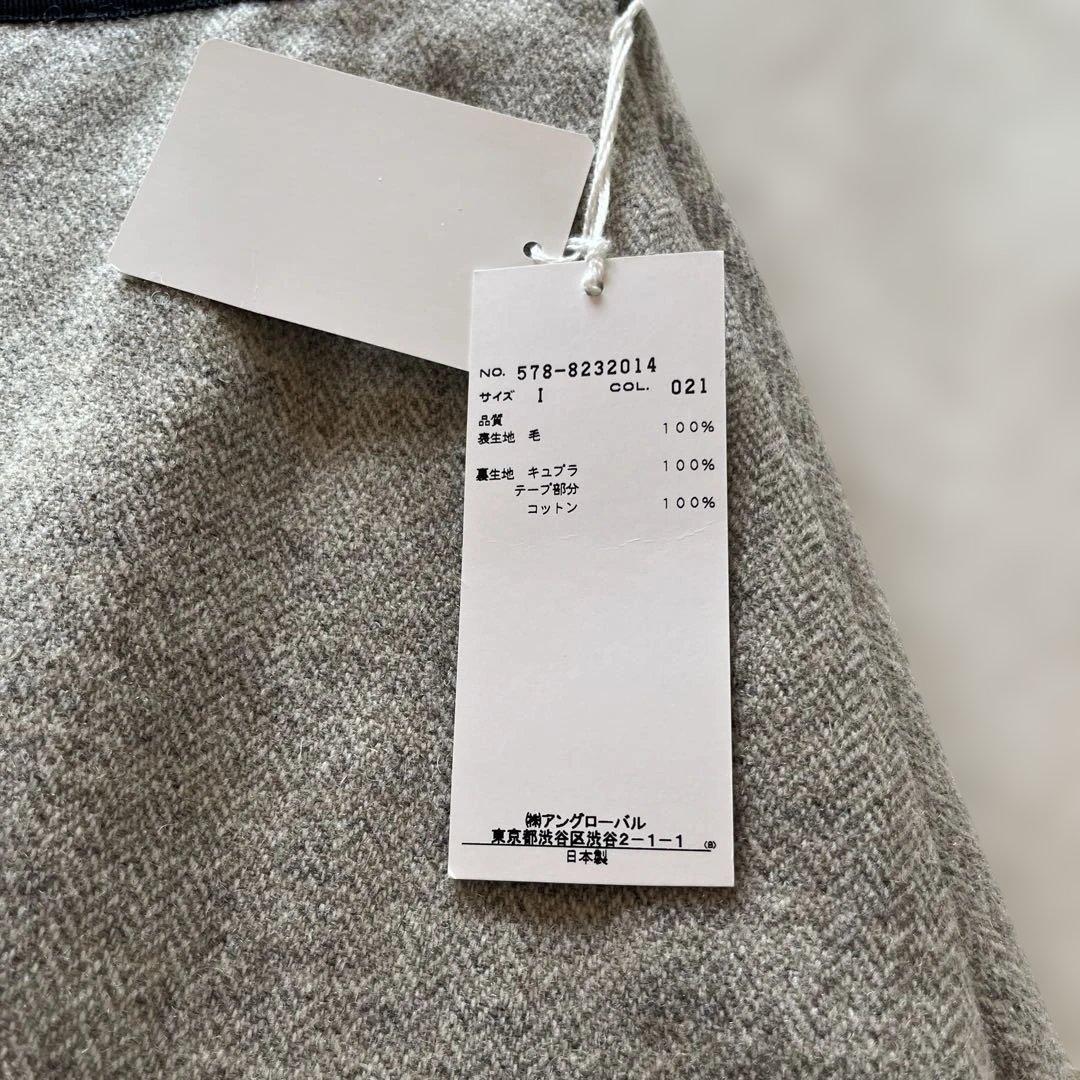 NO. 578-8232014
サイズ I COL. 021
品質
表生地 毛 100%
裏生地 キュプラ 100%
テープ部分
コットン 100%
㈱アングローバル
東京都渋谷区渋谷2-1-1 (B)
日本製